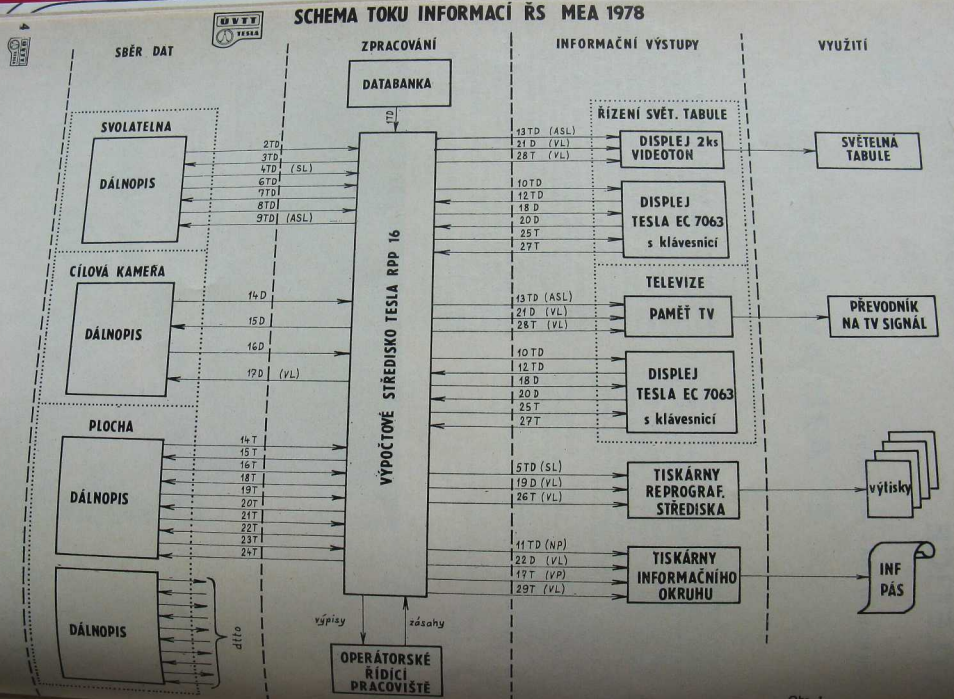 SCHEMA TOKU INFORMACÍ ŘS MEA 1978
4
ÚVTT
TESLA
SBĚR DAT
ZPRACOVÁNÍ
INFORMAČNÍ VÝSTUPY
VYUŽITÍ
DATABANKA
1TD
SVOLATELNA
DÁLNOPIS
2TD
3TD
4TD (SL)
6TD
7TD
8TD
9TD (ASL)
CÍLOVÁ KAMERA
DÁLNOPIS
14D
15D
16D
17D (VL)
PLOCHA
DÁLNOPIS
14T
15T
16T
18T
19T
20T
21T
22T
23T
24T
DÁLNOPIS
dtto
VÝPOČTOVÉ STŘEDISKO TESLA RPP 16
výpisy
zásahy
OPERÁTORSKÉ
ŘÍDÍCÍ
PRACOVIŠTĚ
ŘÍZENÍ SVĚT. TABULE
13TD (ASL)
21D (VL)
28T (VL)
DISPLEJ 2ks
VIDEOTON
SVĚTELNÁ
TABULE
10TD
12TD
18D
20D
25T
27T
DISPLEJ
TESLA EC 7063
s klávesnicí
TELEVIZE
13TD (ASL)
21D (VL)
28T (VL)
PAMĚŤ TV
PŘEVODNÍK
NA TV SIGNÁL
10TD
12TD
18D
20D
25T
27T
DISPLEJ
TESLA EC 7063
s klávesnicí
5TD (SL)
19D (VL)
26T (VL)
TISKÁRNY
REPROGRAF.
STŘEDISKA
výtisky
11TD (NP)
22D (VL)
17T (VP)
29T (VL)
TISKÁRNY
INFORMAČNÍHO
OKRUHU
INF
PÁS